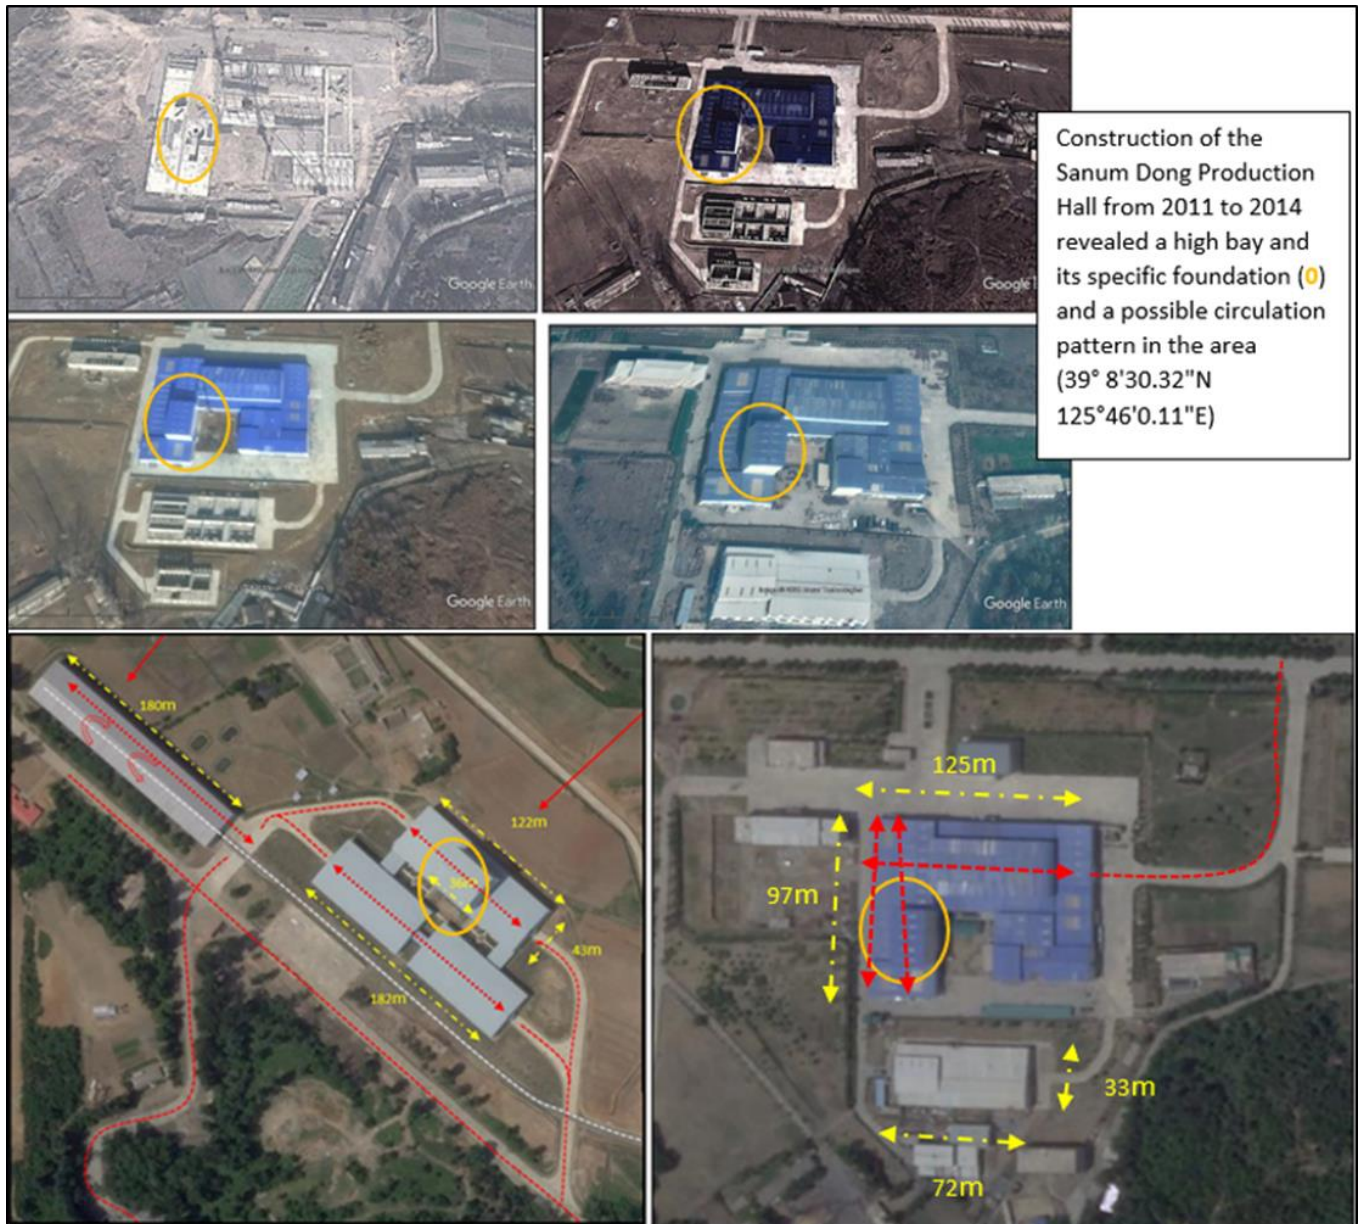 Google Earth
Google
Construction of the
Sanum Dong Production
Hall from 2011 to 2014
revealed a high bay and
its specific foundation (0)
and a possible circulation
pattern in the area
(39° 8'30.32"N
125°46'0.11"E)
Google Earth
Google Earth
180m
122m
43m
182m
125m
97m
33m
72m